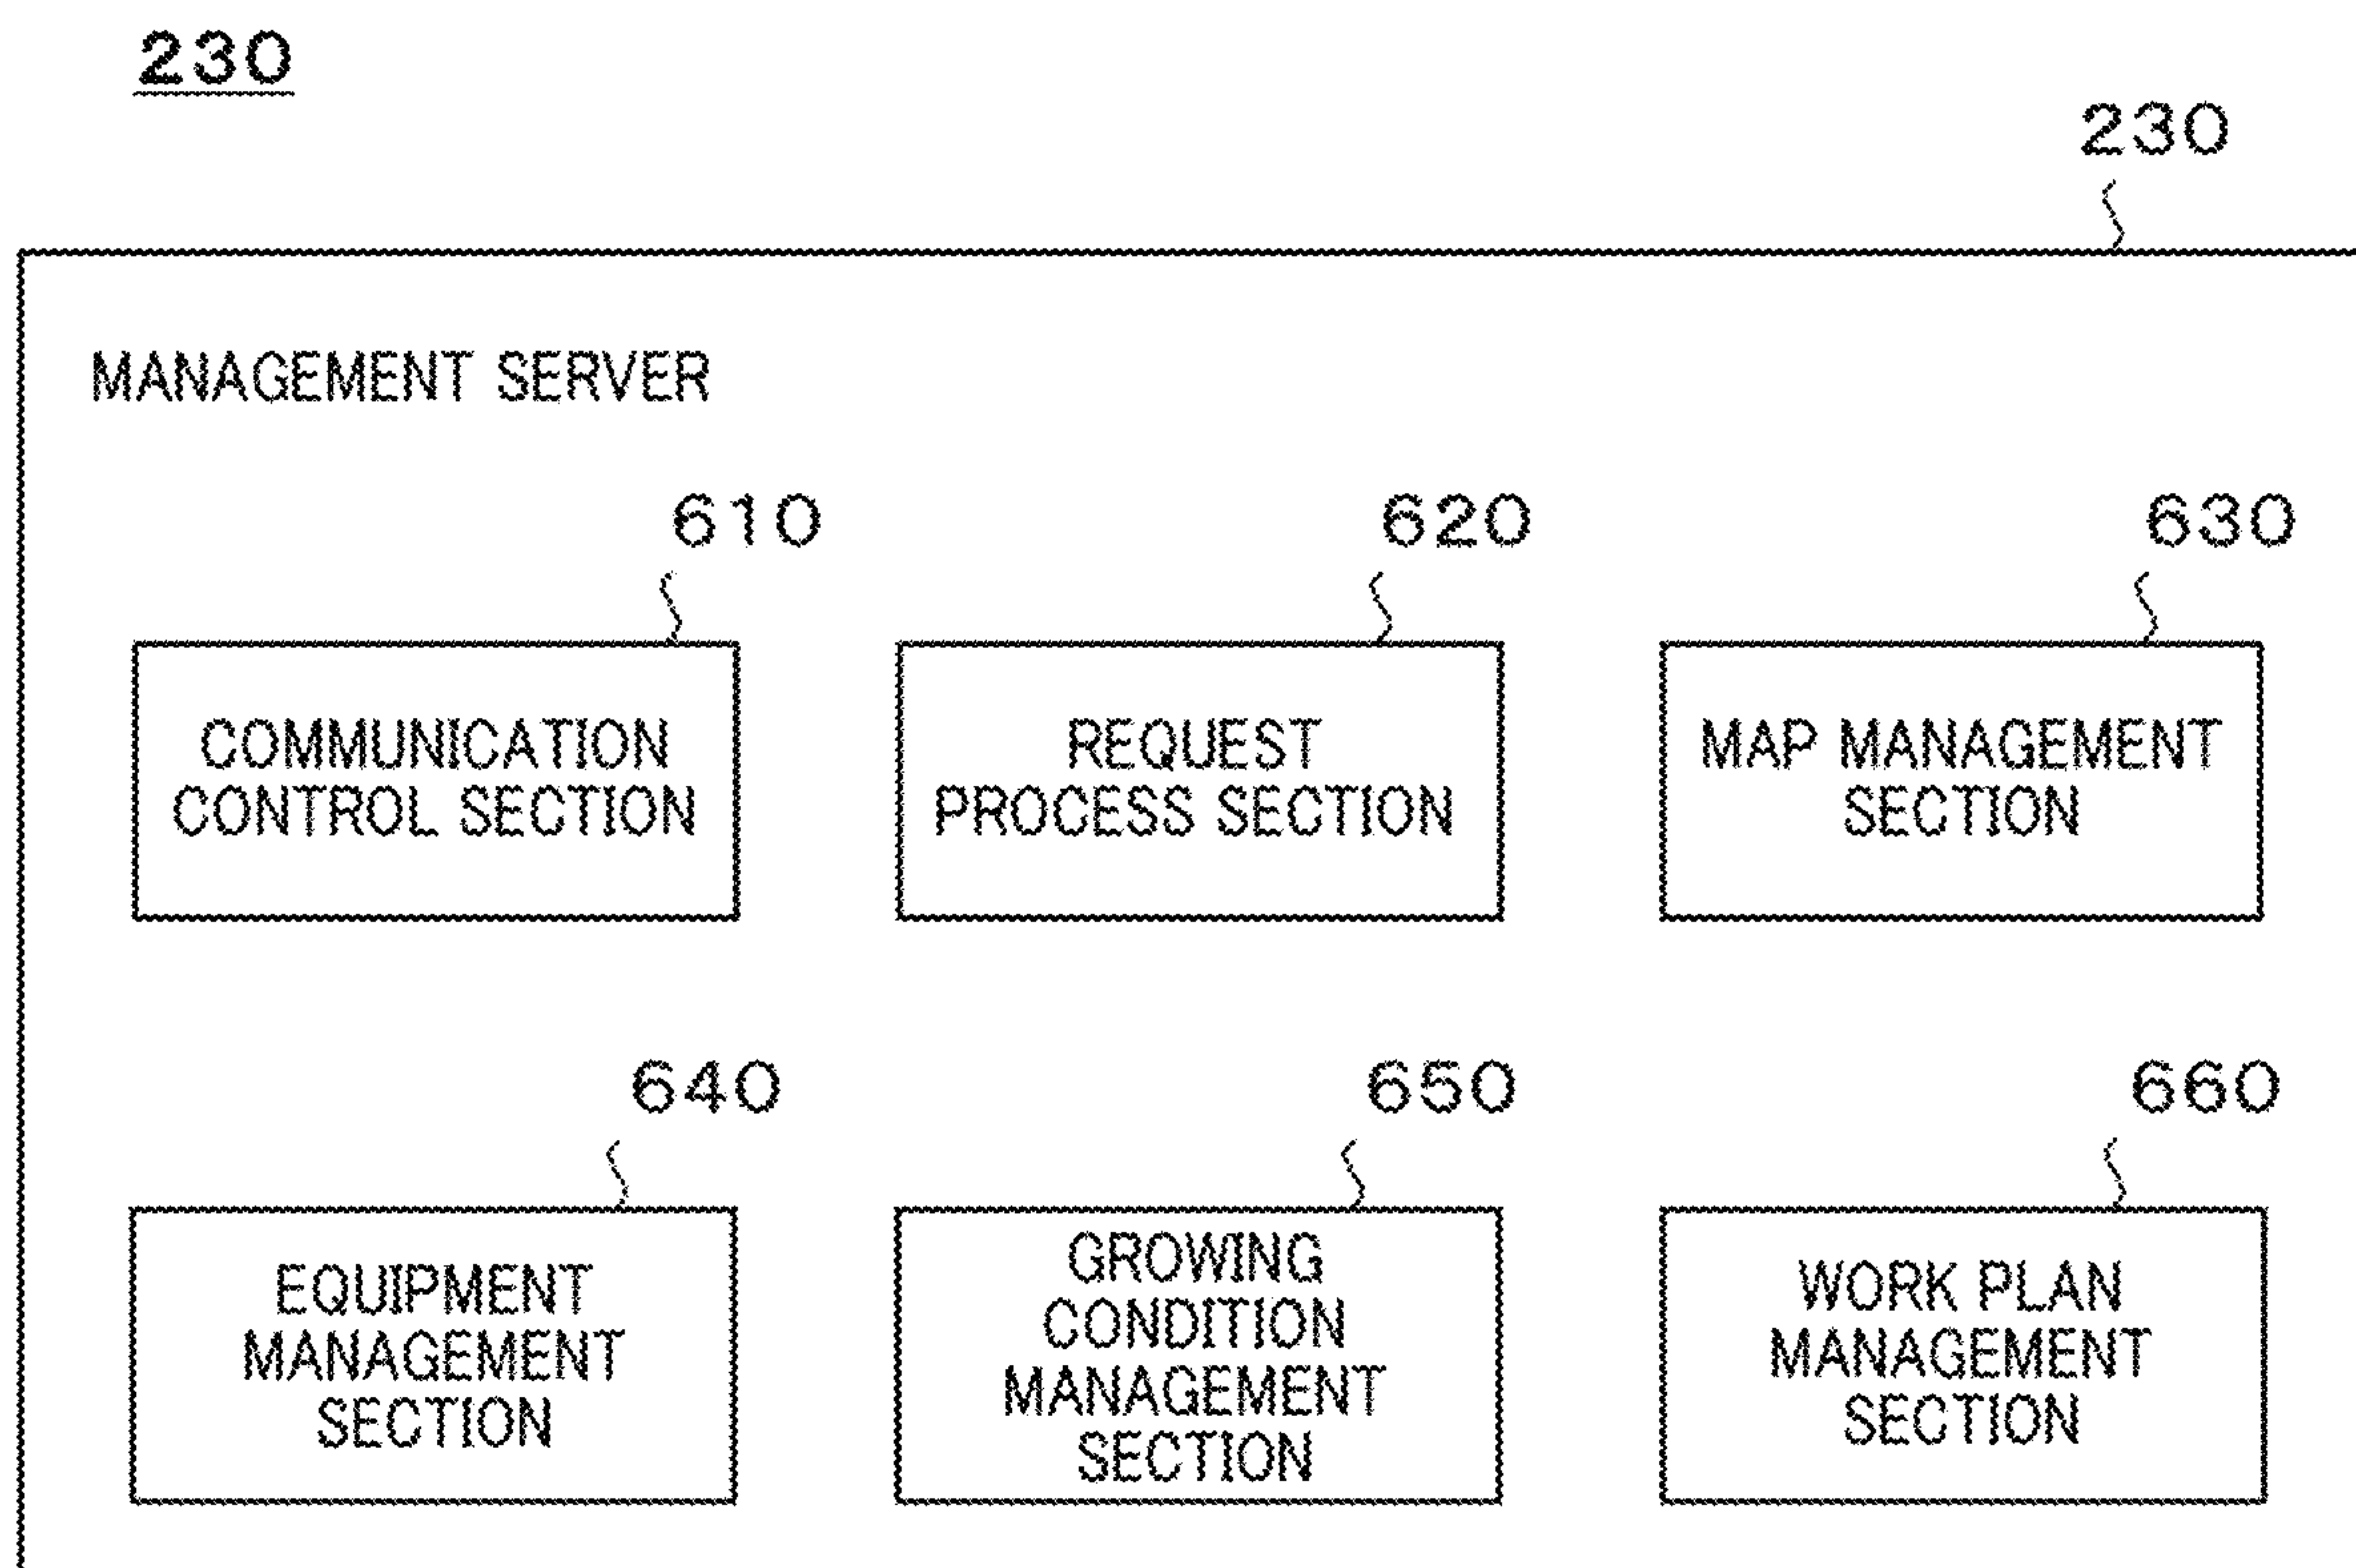 230
230
MANAGEMENT SERVER
610
620
630
COMMUNICATION
CONTROL SECTION
REQUEST
PROCESS SECTION
MAP MANAGEMENT
SECTION
640
650
660
EQUIPMENT
MANAGEMENT
SECTION
GROWING
CONDITION
MANAGEMENT
SECTION
WORK PLAN
MANAGEMENT
SECTION